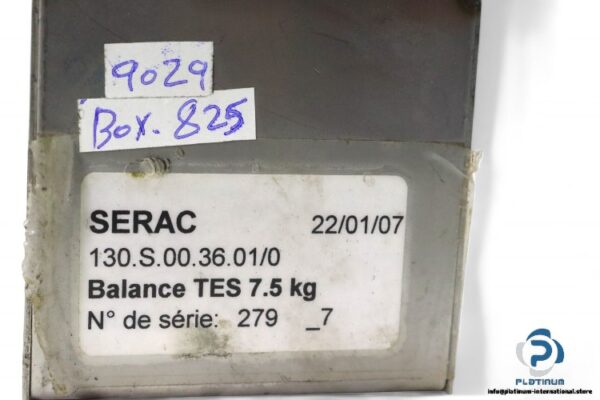 9029
Box. 825
SERAC 22/01/07
130.S.00.36.01/0
Balance TES 7.5 kg
N° de série: 279 _7
PLATINUM
info@platinum-international.store